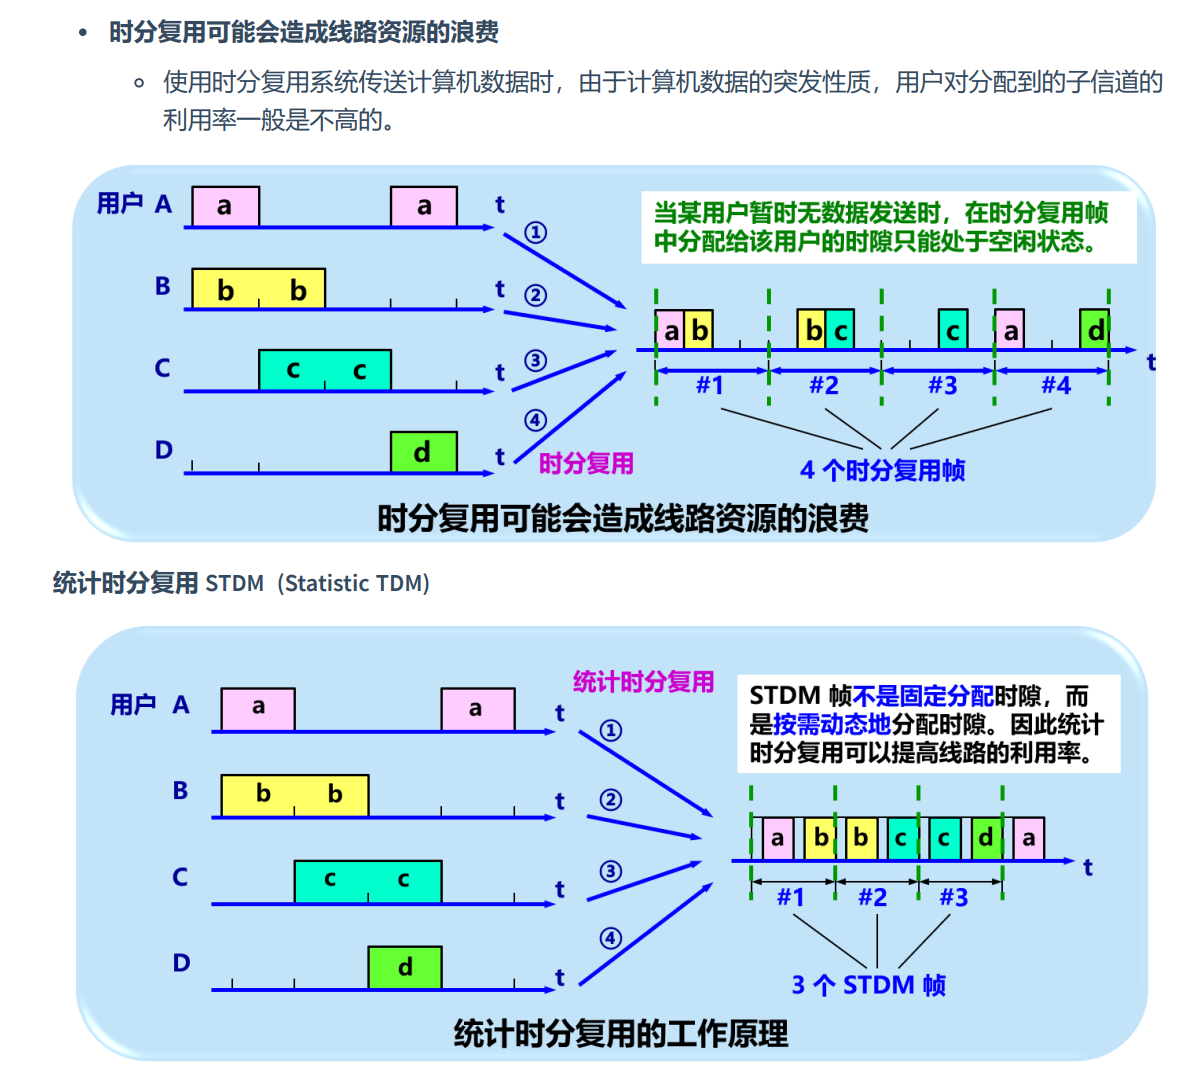 时分复用可能会造成线路资源的浪费
使用时分复用系统传送计算机数据时，由于计算机数据的突发性质，用户对分配到的子信道的
利用率一般是不高的。
用户 A a a t
①
当某用户暂时无数据发送时，在时分复用帧
中分配给该用户的时隙只能处于空闲状态。
B b b t
②
a b b c c a d
t
C c c t
③
#1 #2 #3 #4
④
D d t
时分复用
4 个时分复用帧
时分复用可能会造成线路资源的浪费
统计时分复用 STDM（Statistic TDM)
统计时分复用
用户 A a a t
①
STDM 帧不是固定分配时隙，而
是按需动态地分配时隙。因此统计
时分复用可以提高线路的利用率。
B b b t
②
a b b c c d a
t
C c c t
③
#1 #2 #3
④
D d t
3 个 STDM 帧
统计时分复用的工作原理